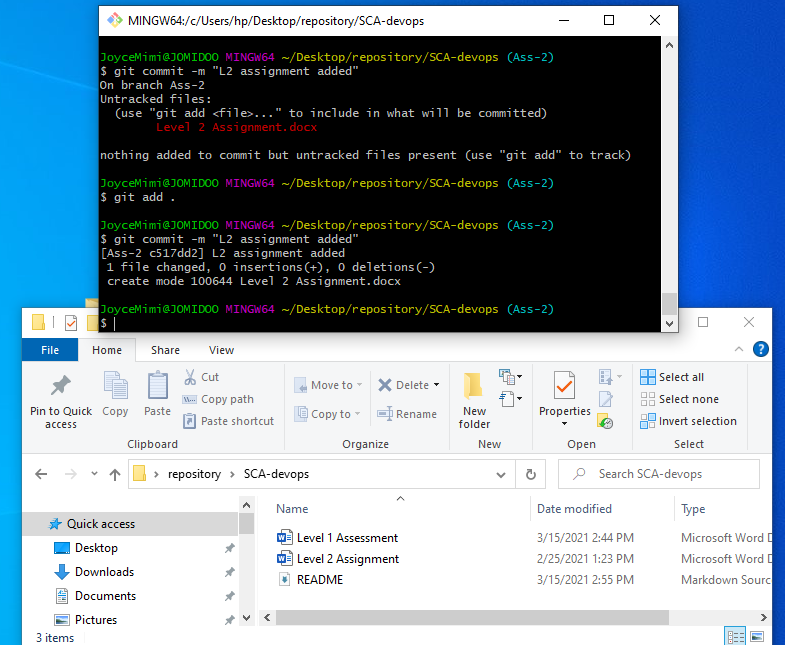 MINGW64:/c/Users/hp/Desktop/repository/SCA-devops
JoyceMimi@JOMIDOO MINGW64 ~/Desktop/repository/SCA-devops (Ass-2)
$ git commit -m "L2 assignment added"
On branch Ass-2
Untracked files:
(use "git add <file>..." to include in what will be committed)
Level 2 Assignment.docx
nothing added to commit but untracked files present (use "git add" to track)
JoyceMimi@JOMIDOO MINGW64 ~/Desktop/repository/SCA-devops (Ass-2)
$ git add .
JoyceMimi@JOMIDOO MINGW64 ~/Desktop/repository/SCA-devops (Ass-2)
$ git commit -m "L2 assignment added"
[Ass-2 c517dd2] L2 assignment added
1 file changed, 0 insertions(+), 0 deletions(-)
create mode 100644 Level 2 Assignment.docx
JoyceMimi@JOMIDOO MINGW64 ~/Desktop/repository/SCA-devops (Ass-2)
$
File Home Share View
Pin to Quick access
Copy
Paste
Cut
Copy path
Paste shortcut
Clipboard
Move to
Copy to
Delete
Rename
Organize
New folder
New
Properties
Open
Select all
Select none
Invert selection
Select
repository > SCA-devops
Search SCA-devops
Quick access
Desktop
Downloads
Documents
Pictures
Name Date modified Type
Level 1 Assessment 3/15/2021 2:44 PM Microsoft Word D
Level 2 Assignment 2/25/2021 1:23 PM Microsoft Word D
README 3/15/2021 2:55 PM Markdown Sourc
3 items